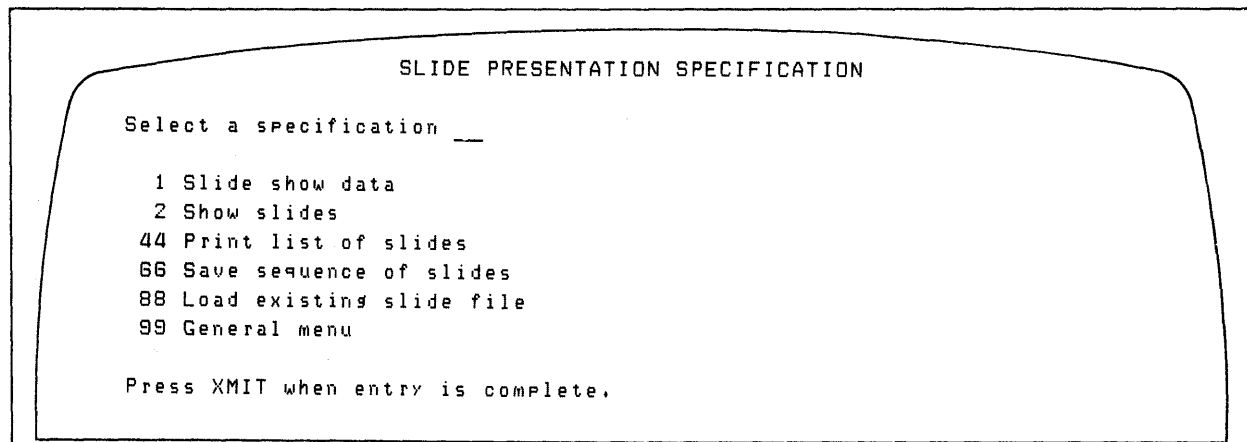 SLIDE PRESENTATION SPECIFICATION
Select a specification __
1 Slide show data
2 Show slides
44 Print list of slides
66 Save sequence of slides
88 Load existing slide file
99 General menu
Press XMIT when entry is complete.